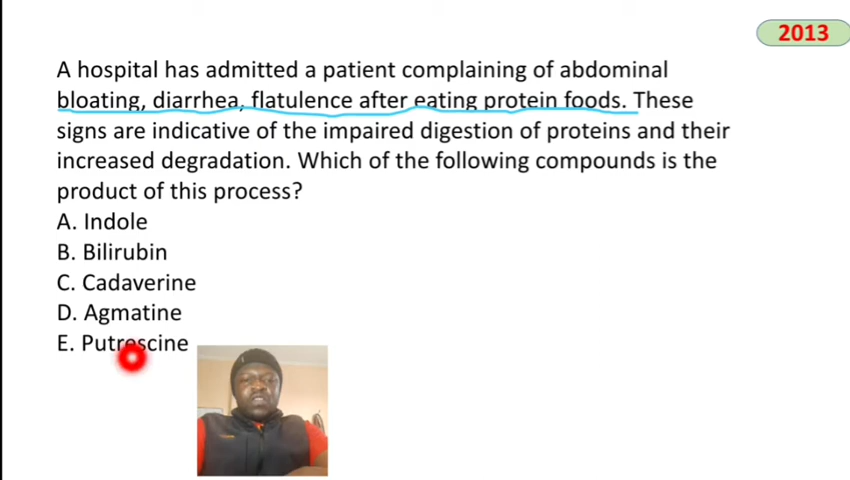 2013
A hospital has admitted a patient complaining of abdominal
bloating, diarrhea, flatulence after eating protein foods. These
signs are indicative of the impaired digestion of proteins and their
increased degradation. Which of the following compounds is the
product of this process?
A. Indole
B. Bilirubin
C. Cadaverine
D. Agmatine
E. Putrescine